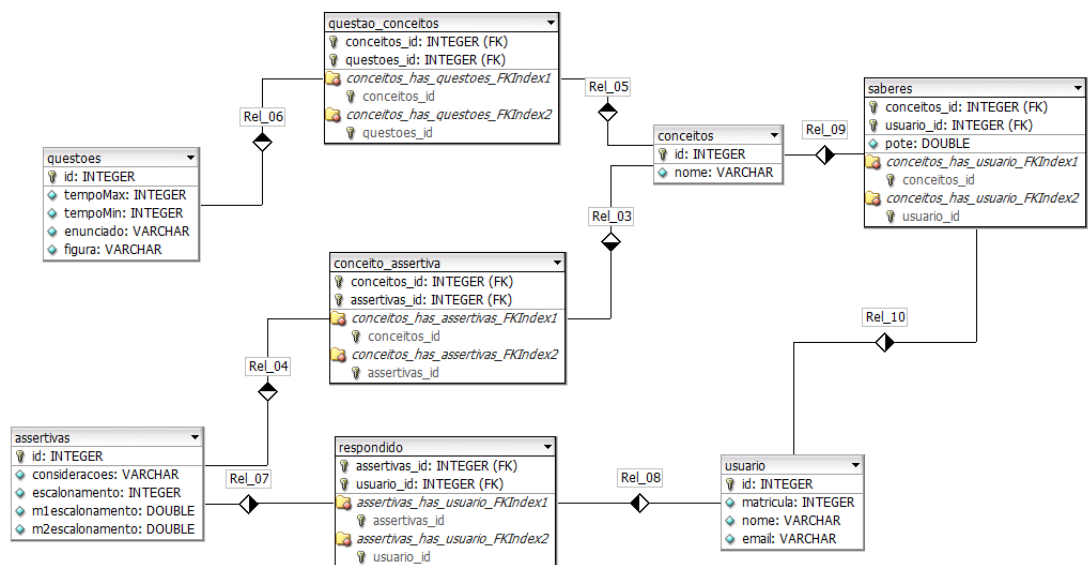 questao_conceitos
conceitos_id: INTEGER (FK)
questoes_id: INTEGER (FK)
conceitos_has_questoes_FKIndex1
conceitos_id
conceitos_has_questoes_FKIndex2
questoes_id
Rel_05
Rel_06
saberes
conceitos_id: INTEGER (FK)
usuario_id: INTEGER (FK)
pote: DOUBLE
conceitos_has_usuario_FKIndex1
conceitos_id
conceitos_has_usuario_FKIndex2
usuario_id
conceitos
id: INTEGER
nome: VARCHAR
Rel_09
questoes
id: INTEGER
tempoMax: INTEGER
tempoMin: INTEGER
enunciado: VARCHAR
figura: VARCHAR
Rel_03
conceito_assertiva
conceitos_id: INTEGER (FK)
assertivas_id: INTEGER (FK)
conceitos_has_assertivas_FKIndex1
conceitos_id
conceitos_has_assertivas_FKIndex2
assertivas_id
Rel_10
Rel_04
assertivas
id: INTEGER
consideracoes: VARCHAR
escalonamento: INTEGER
m1escalonamento: DOUBLE
m2escalonamento: DOUBLE
Rel_07
respondido
assertivas_id: INTEGER (FK)
usuario_id: INTEGER (FK)
assertivas_has_usuario_FKIndex1
assertivas_id
assertivas_has_usuario_FKIndex2
usuario_id
Rel_08
usuario
id: INTEGER
matricula: INTEGER
nome: VARCHAR
email: VARCHAR